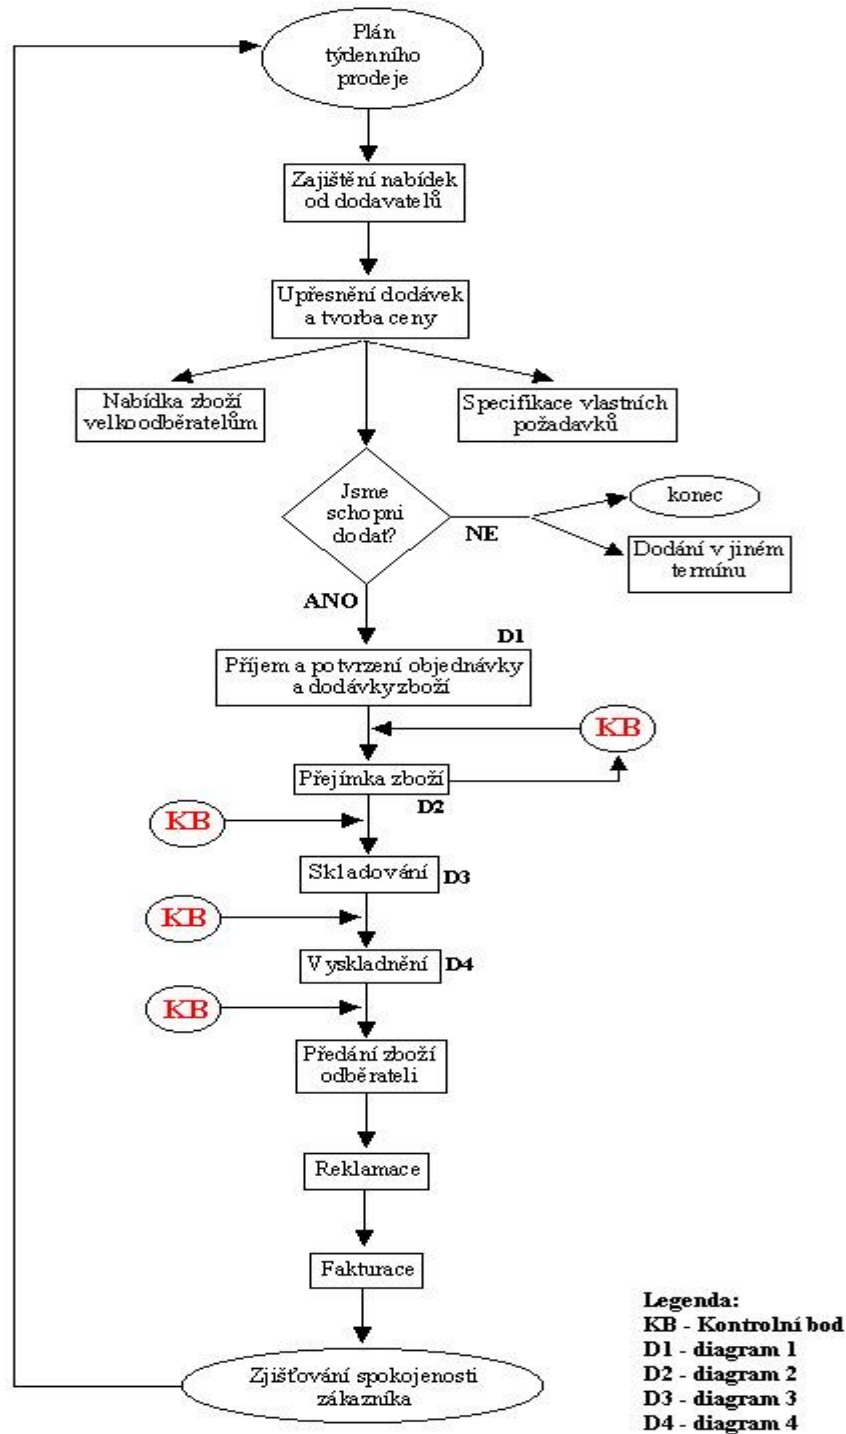 Plán
týdenního
prodeje
Zajištění nabídek
od dodavatelů
Upřesnění dodávek
a tvorba ceny
Nabídka zboží
velkoodběratelům
Specifikace vlastních
požadavků
Jsme
schopni
dodat?
NE
konec
Dodání v jiném
termínu
ANO
D1
Příjem a potvrzení objednávky
a dodávky zboží
KB
Přejímka zboží
D2
KB
Skladování
D3
KB
Vyskladnění
D4
KB
Předání zboží
odběrateli
Reklamace
Fakturace
Zjišťování spokojenosti
zákazníka
Legenda:
KB - Kontrolní bod
D1 - diagram 1
D2 - diagram 2
D3 - diagram 3
D4 - diagram 4